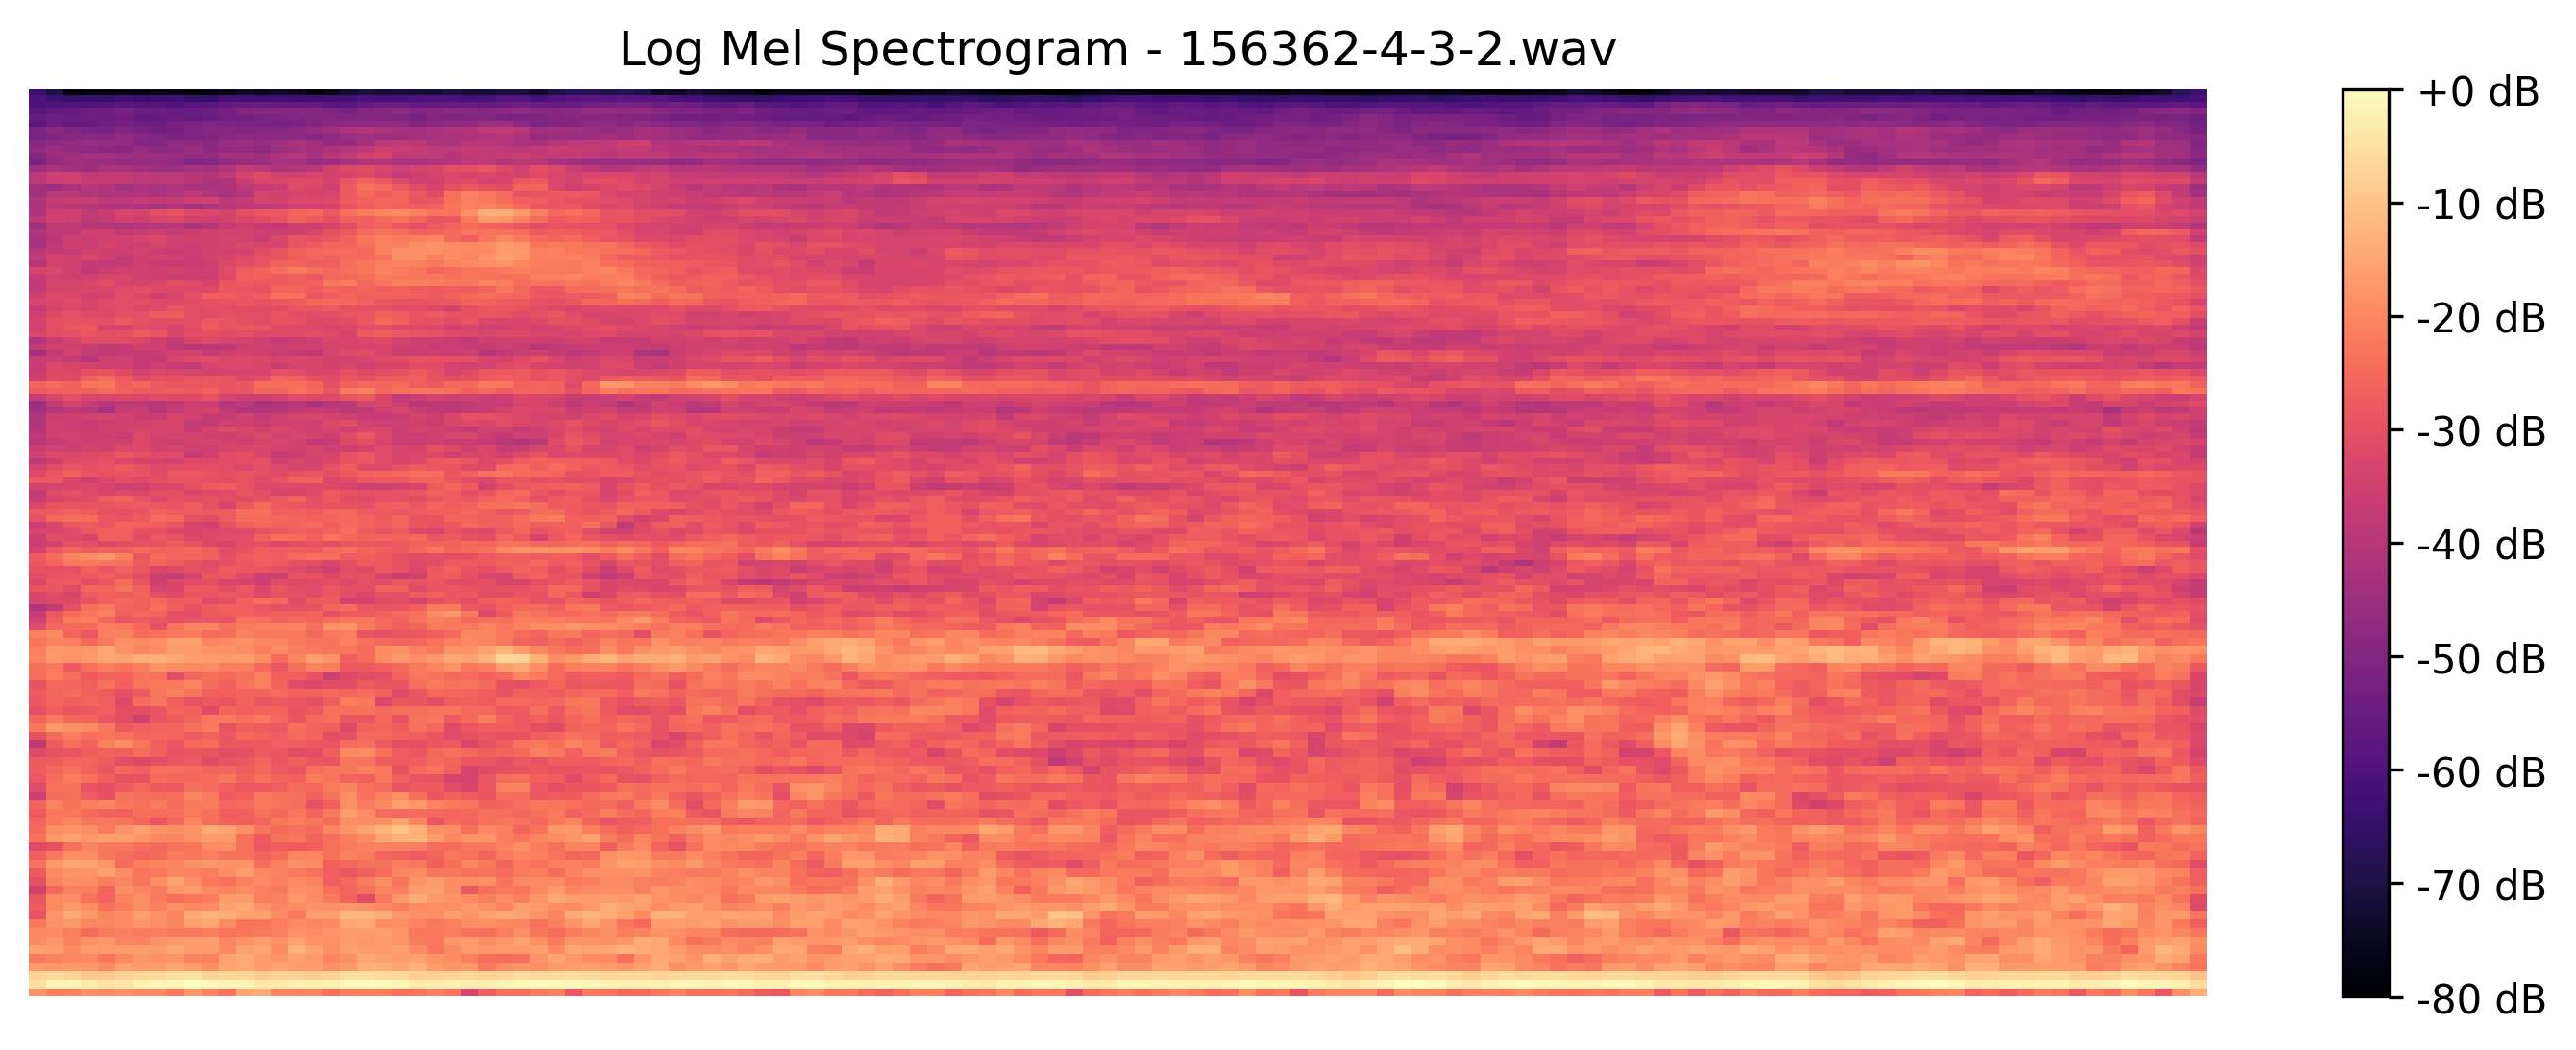 Log Mel Spectrogram - 156362-4-3-2.wav
+0 dB
-10 dB
-20 dB
-30 dB
-40 dB
-50 dB
-60 dB
-70 dB
-80 dB